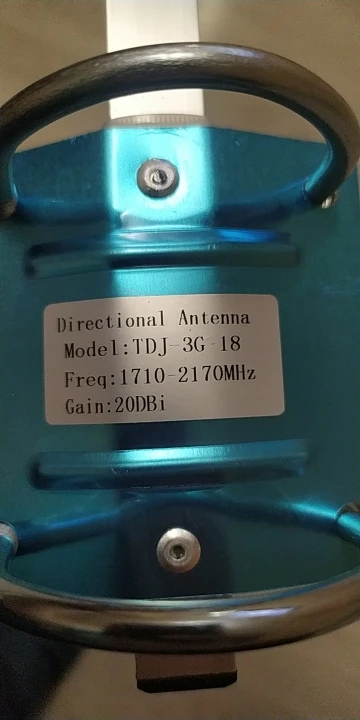 Directional Antenna
Model:TDJ-3G-18
Freq:1710-2170MHz
Gain:20DBi